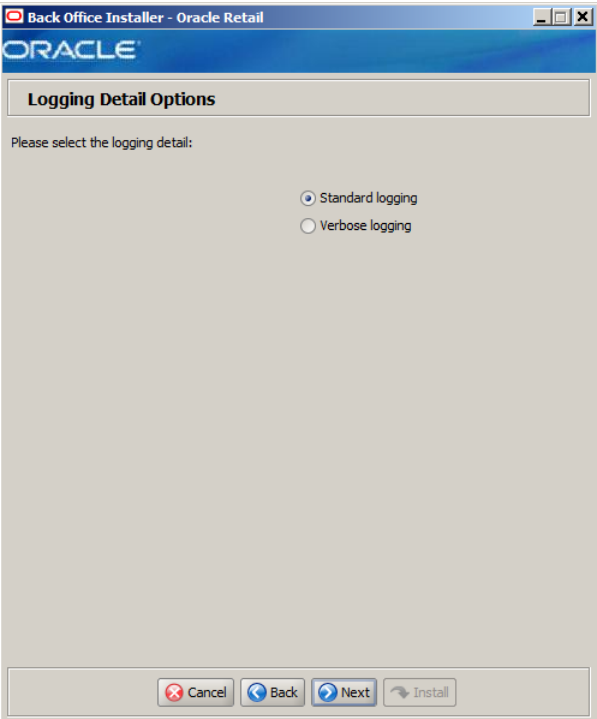 Back Office Installer - Oracle Retail
ORACLE
Logging Detail Options
Please select the logging detail:
Standard logging
Verbose logging
Cancel Back Next Install